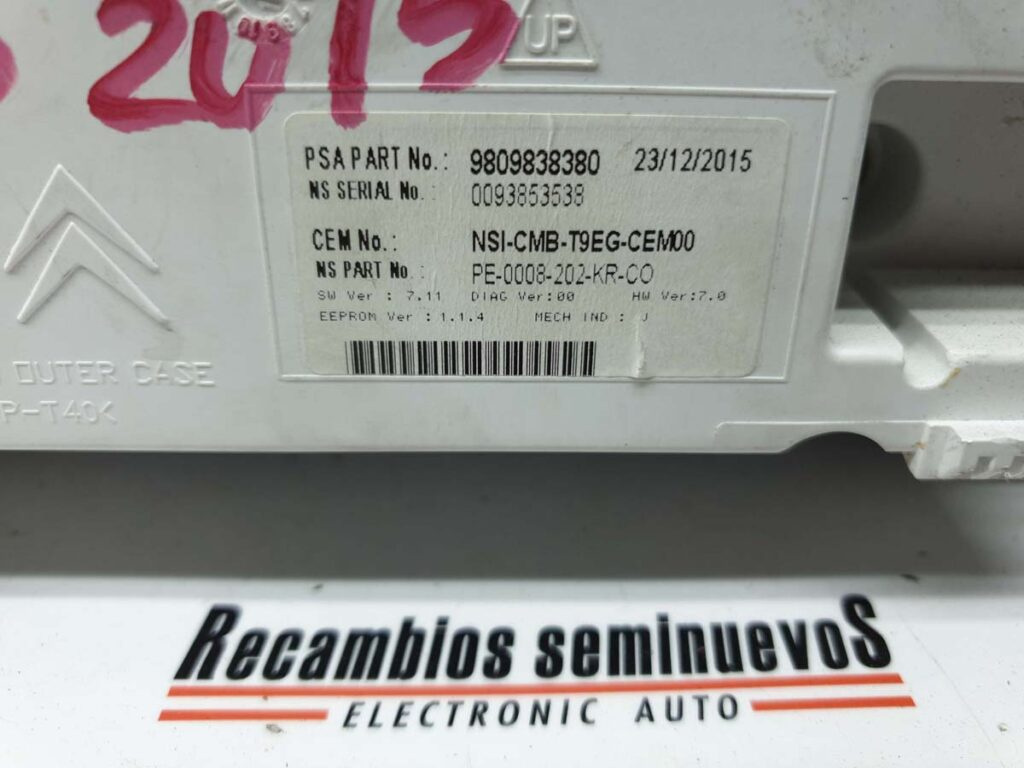 2015
UP
PSA PART No.: 9809838380 23/12/2015
NS SERIAL No. : 0093853538
CEM No.: NSI-CMB-T9EG-CEM00
NS PART No. : PE-0008-202-KR-CO
SW Ver : 7.11 DIAG Ver:00 HW Ver:7.0
EEPROM Ver : 1.1.4 MECH IND : J
OUTER CASE
P-T40<
Recambios seminuevoS
ELECTRONIC AUTO